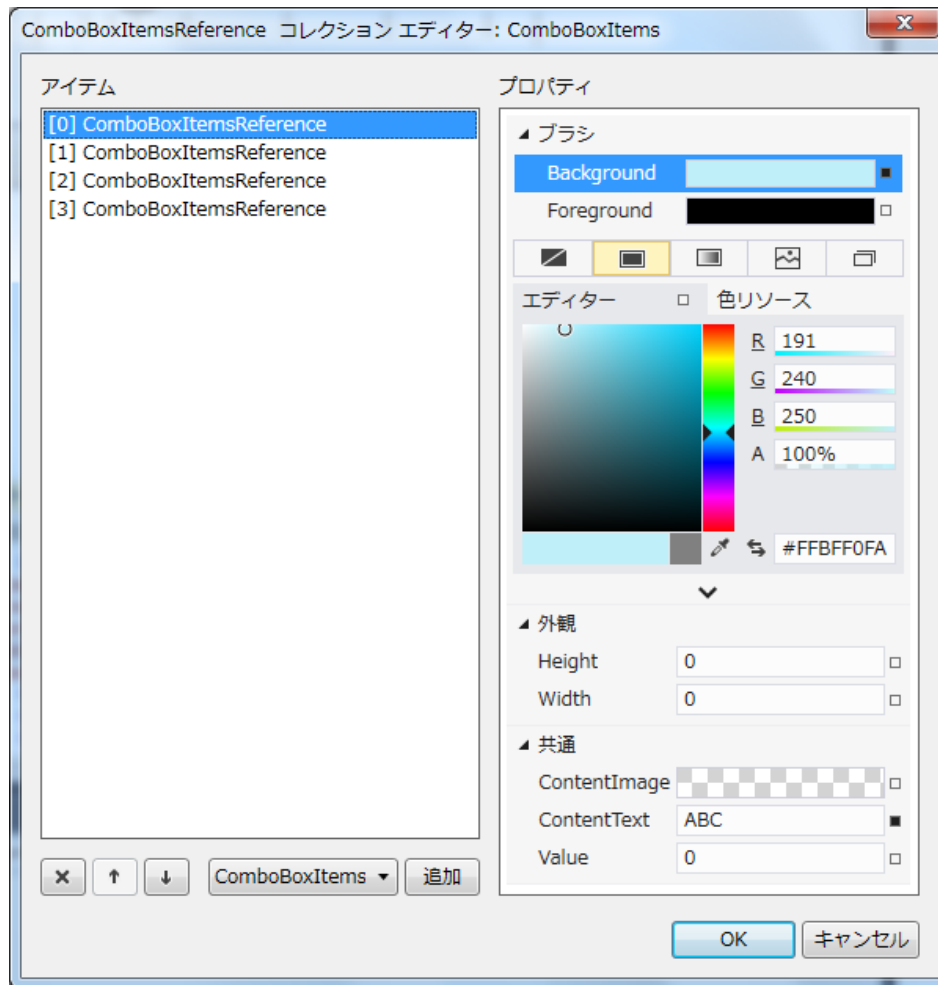 ComboBoxItemsReference コレクション エディター: ComboBoxItems
アイテム
[0] ComboBoxItemsReference
[1] ComboBoxItemsReference
[2] ComboBoxItemsReference
[3] ComboBoxItemsReference
ComboBoxItems
追加
プロパティ
ブラシ
Background
Foreground
エディター
色リソース
R 191
G 240
B 250
A 100%
#FFBFF0FA
外観
Height 0
Width 0
共通
ContentImage
ContentText ABC
Value 0
OK
キャンセル